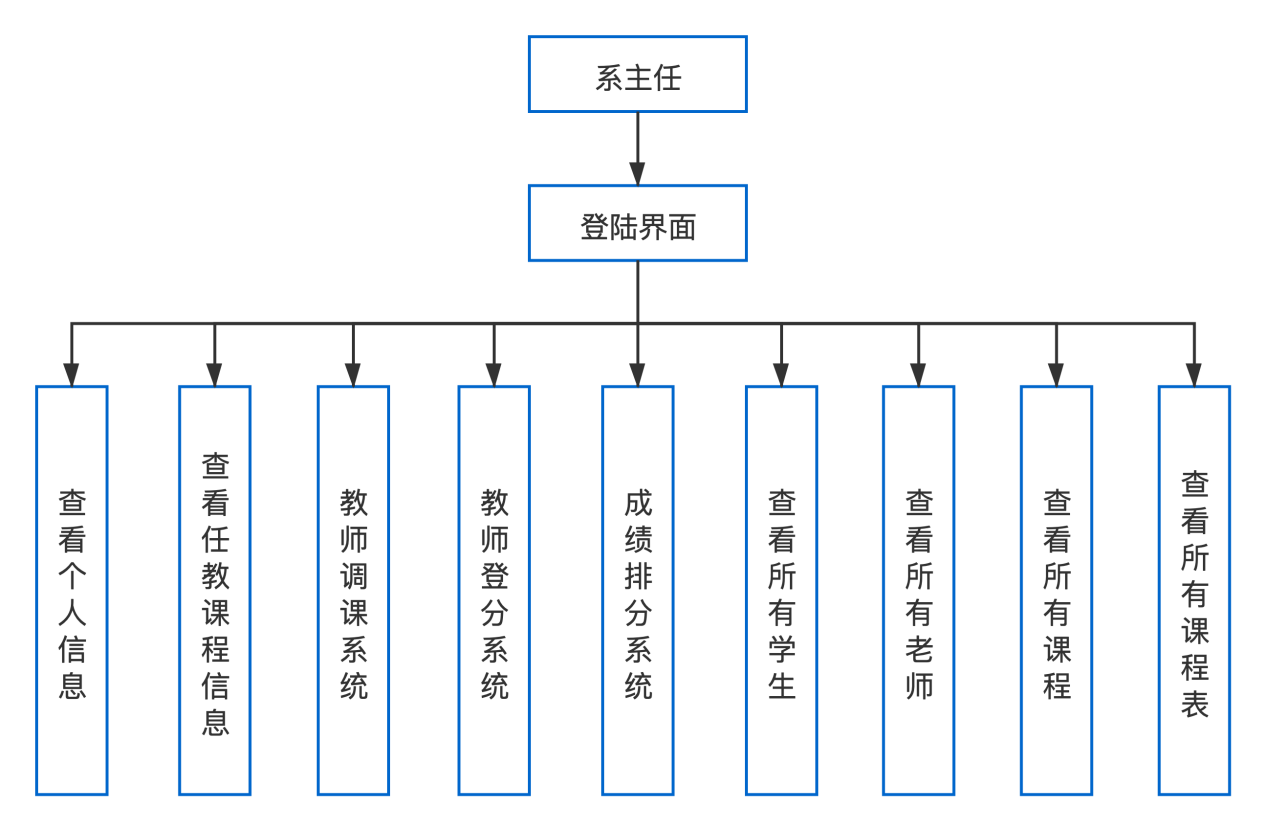 系主任
登陆界面
查看个人信息
查看任教课程信息
教师调课系统
教师登分系统
成绩排分系统
查看所有学生
查看所有老师
查看所有课程
查看所有课程表